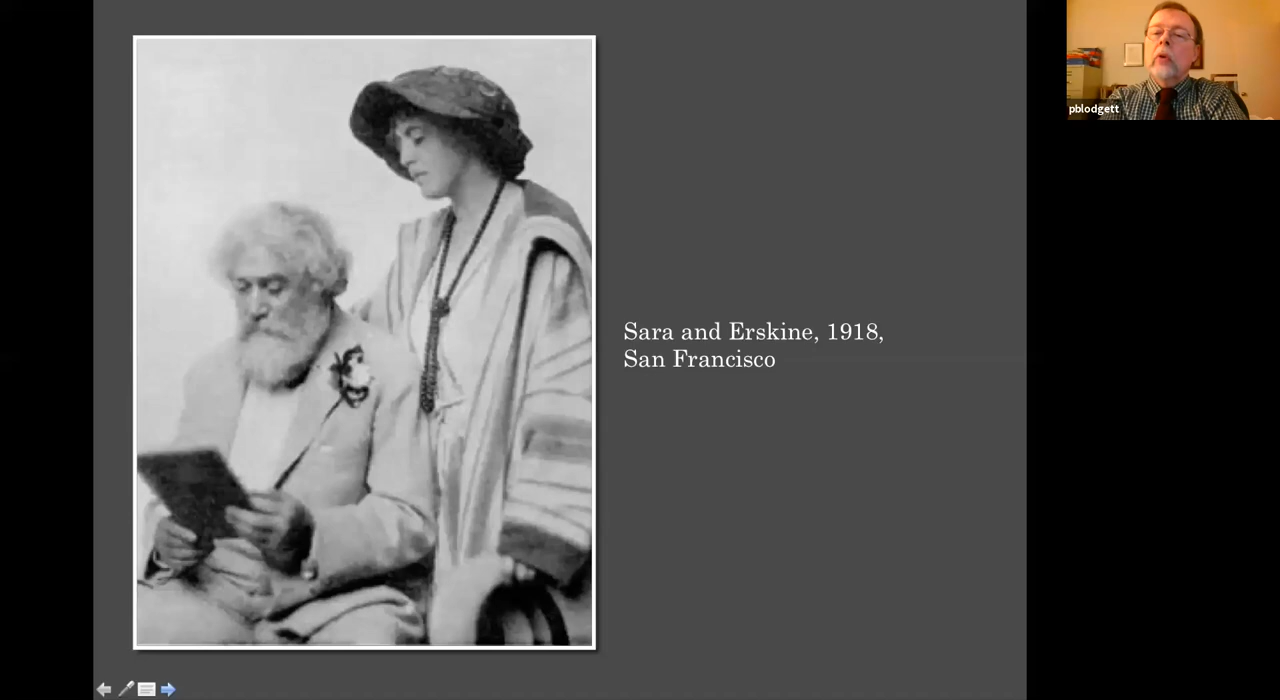 Sara and Erskine, 1918,
San Francisco
pblodgett